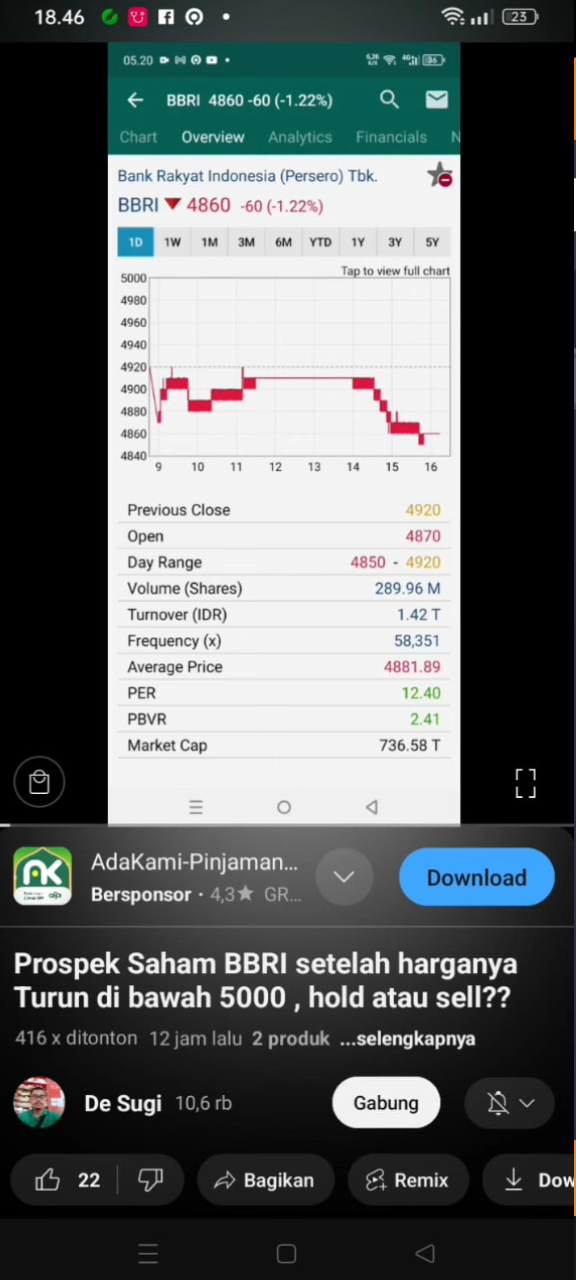 18.46
23
05.20
36
BBRI 4860 -60 (-1.22%)
Chart Overview Analytics Financials N
Bank Rakyat Indonesia (Persero) Tbk.
BBRI 4860 -60 (-1.22%)
1D 1W 1M 3M 6M YTD 1Y 3Y 5Y
Tap to view full chart
5000
4980
4960
4940
4920
4900
4880
4860
4840
9 10 11 12 13 14 15 16
Previous Close 4920
Open 4870
Day Range 4850 - 4920
Volume (Shares) 289.96 M
Turnover (IDR) 1.42 T
Frequency (x) 58,351
Average Price 4881.89
PER 12.40
PBVR 2.41
Market Cap 736.58 T
AK
AdaKami-Pinjaman...
Bersponsor · 4,3★ GR...
Download
Prospek Saham BBRI setelah harganya
Turun di bawah 5000 , hold atau sell??
416 x ditonton 12 jam lalu 2 produk ...selengkapnya
De Sugi 10,6 rb
Gabung
22
Bagikan
Remix
Dow